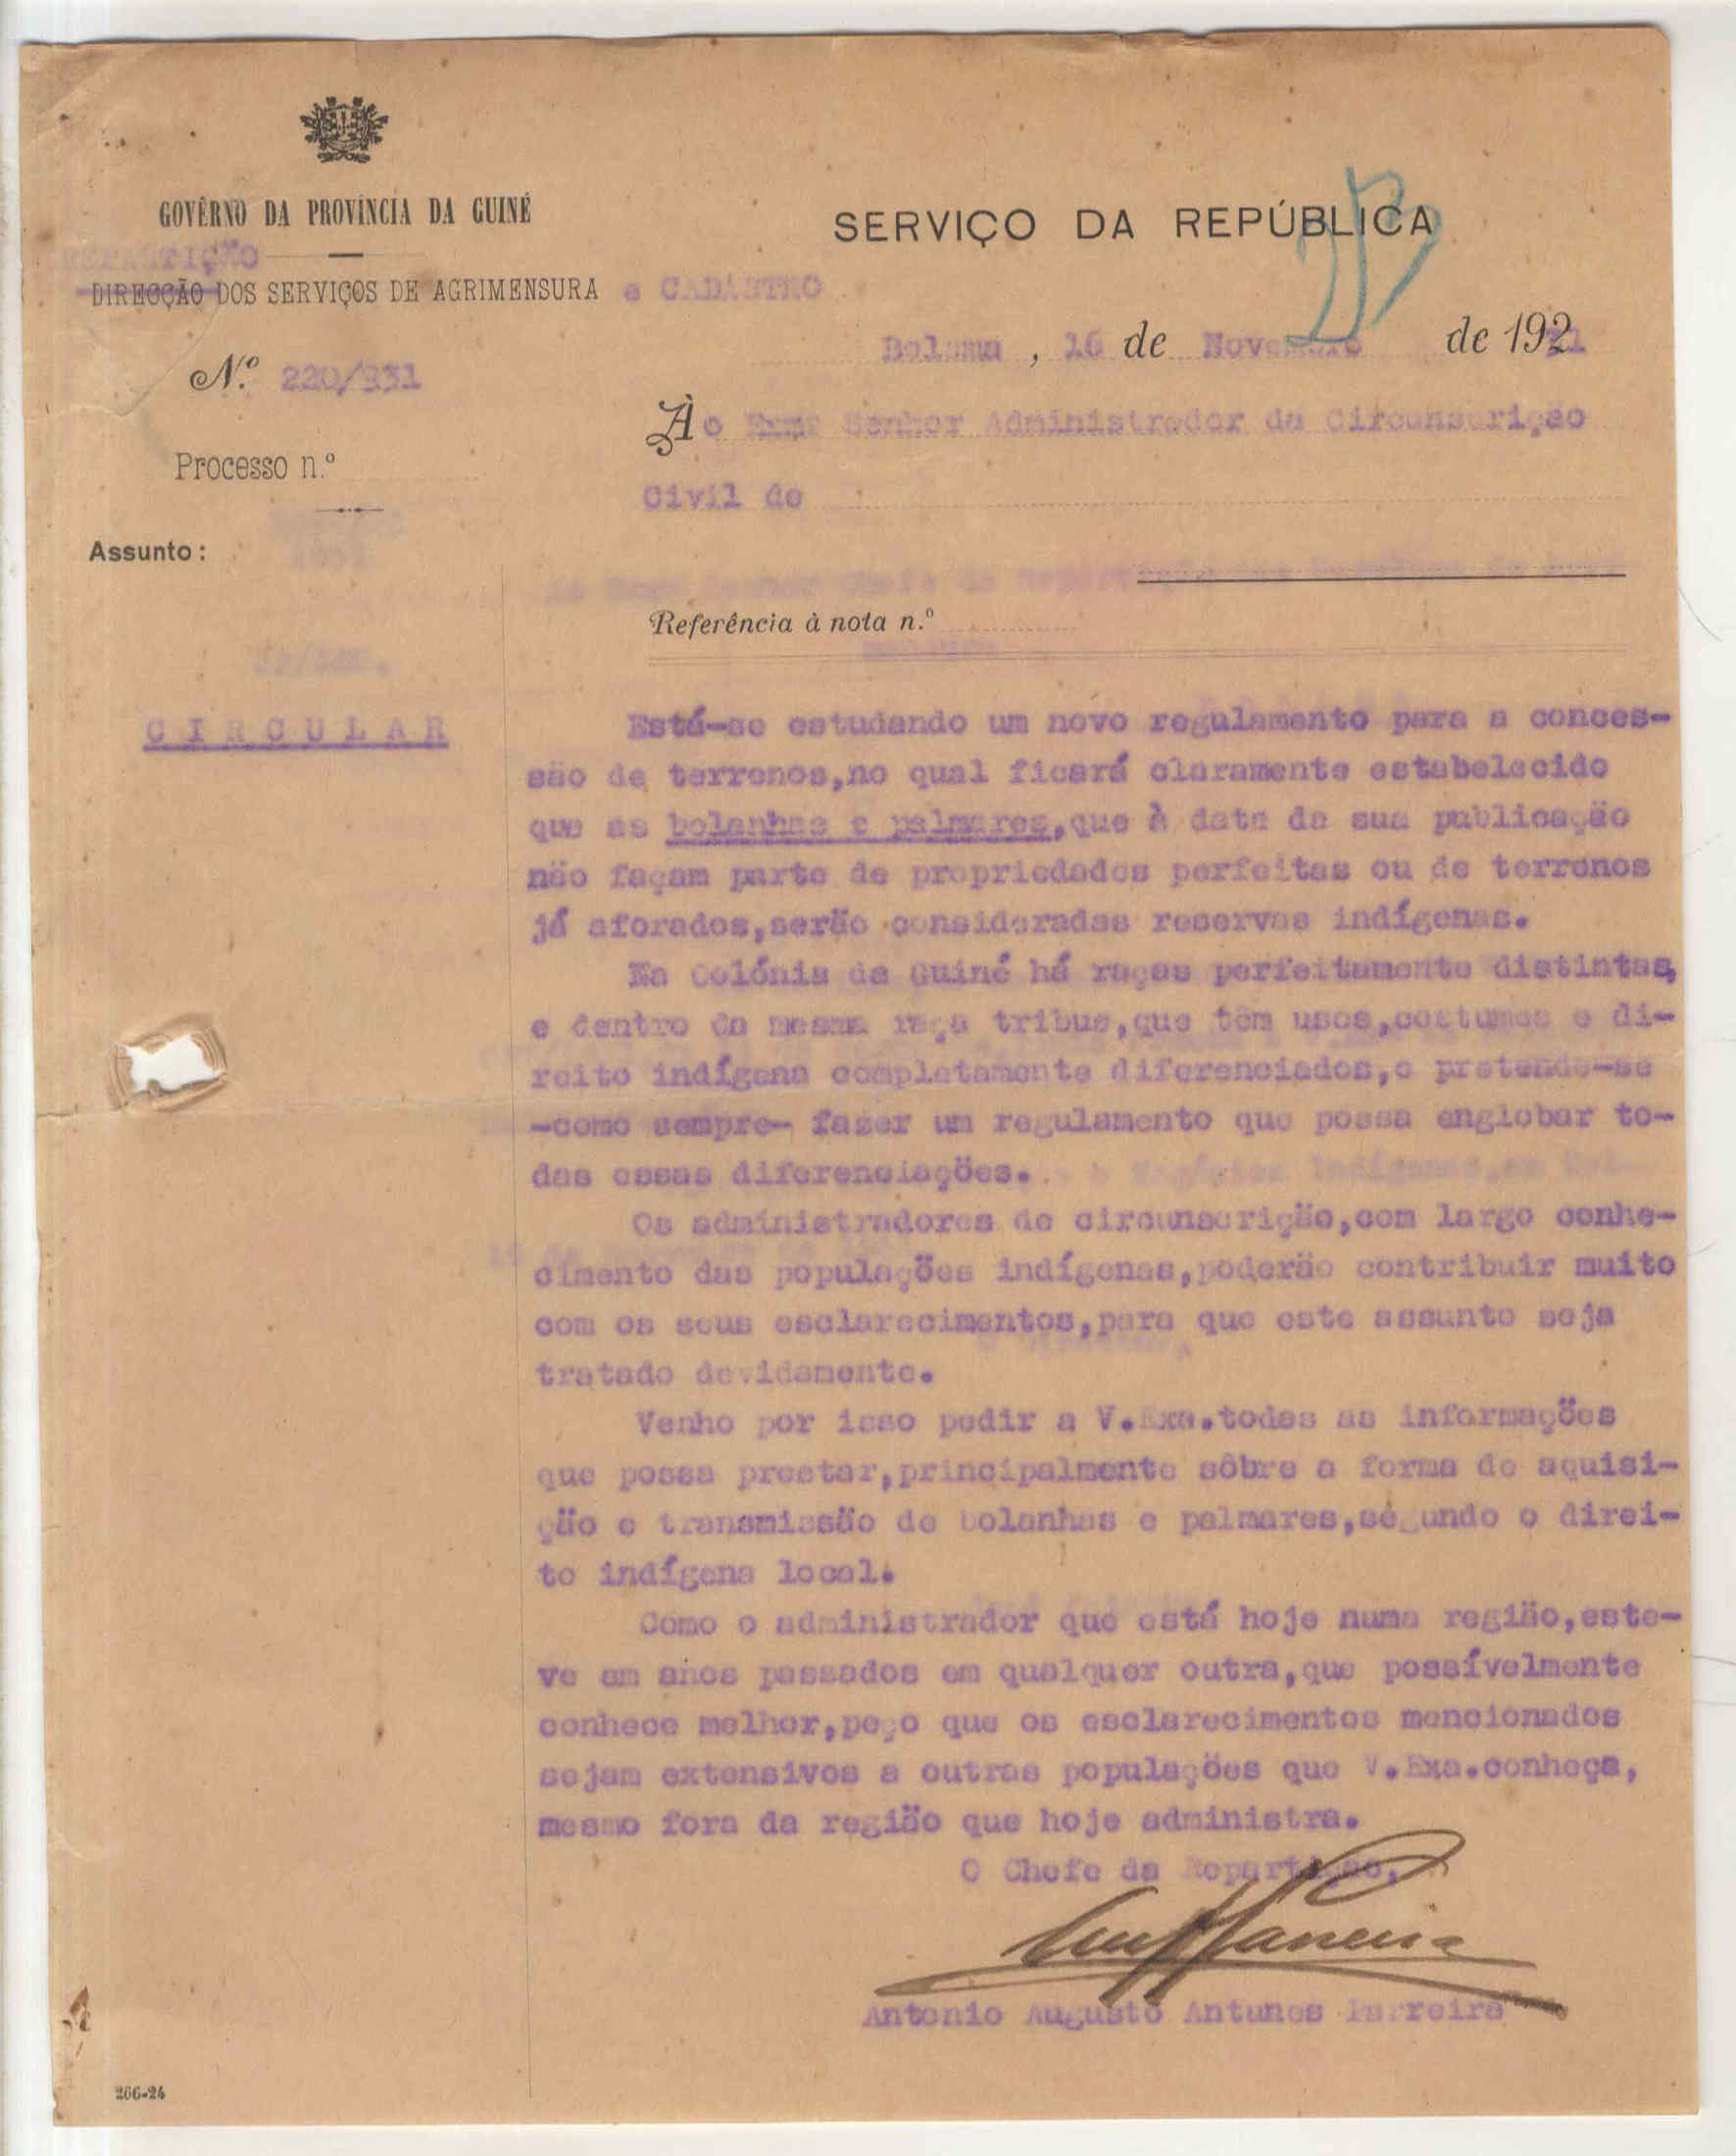 GOVÊRNO DA PROVÍNCIA DA GUINÉ
SERVIÇO DA REPÚBLICA
REPARTIÇÃO
DIRECÇÃO DOS SERVIÇOS DE AGRIMENSURA e CADASTRO
Bolama, 16 de Novembro de 19231
N.º 220/931
Ào Exmº Senhor Administrador da Circunscrição
Processo n.º
Civil de
Assunto:
Referência à nota n.º
CIRCULAR
Está-se estudando um novo regulamento para a conces-
são de terrenos,no qual ficará claramente estabelecido
que as bolanhas e palmares,que à data da sua publicação
não façam parte de propriedades perfeitas ou de terrenos
já aforados,serão consideradas reservas indígenas.
Na Colónia da Guiné há raças perfeitamente distintas,
e dentro da mesma raça tribus,que têm usos,costumes e di-
reito indígena completamente diferenciados,e pretende-se
-como sempre- fazer um regulamento que possa englobar to-
das essas diferenciações.
Os administradores de circunscrição,com largo conhe-
cimento das populações indígenas,poderão contribuir muito
com os seus esclarecimentos,para que este assunto seja
tratado devidamente.
Venho por isso pedir a V.Exa.todas as informações
que possa prestar,principalmente sôbre a forma de aquisi-
ção e transmissão de bolanhas e palmares,segundo o direi-
to indígena local.
Como o administrador que está hoje numa região,este-
ve em anos passados em qualquer outra,que possívelmente
conhece melhor,peço que os esclarecimentos mencionados
sejam extensivos a outras populações que V.Exa.conheça,
mesmo fora da região que hoje administra.
O Chefe da Repartição,
Antonio Augusto Antunes Parreira
266-24